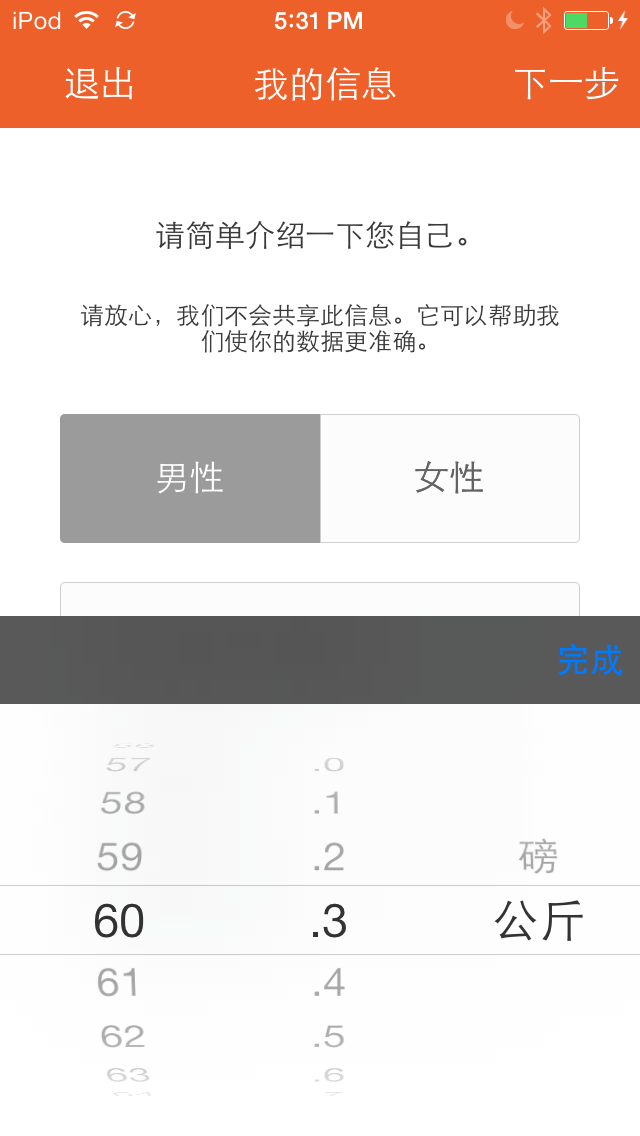 iPod 5:31 PM
退出 我的信息 下一步
请简单介绍一下您自己。
请放心，我们不会共享此信息。它可以帮助我
们使你的数据更准确。
男性 女性
完成
57 .0
58 .1
59 .2 磅
60 .3 公斤
61 .4
62 .5
63 .6